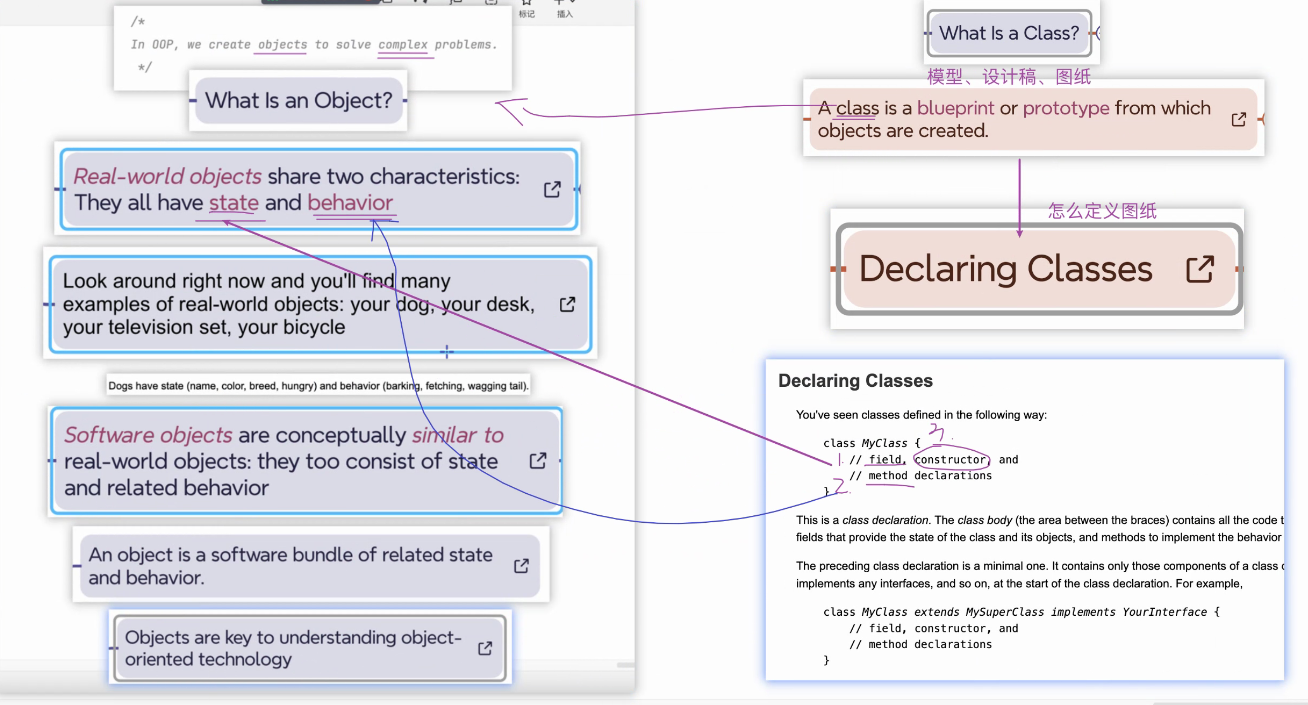 标记 插入
/*
In OOP, we create objects to solve complex problems.
*/
What Is an Object?
Real-world objects share two characteristics:
They all have state and behavior
Look around right now and you'll find many
examples of real-world objects: your dog, your desk,
your television set, your bicycle
Dogs have state (name, color, breed, hungry) and behavior (barking, fetching, wagging tail).
Software objects are conceptually similar to
real-world objects: they too consist of state
and related behavior
An object is a software bundle of related state
and behavior.
Objects are key to understanding object-
oriented technology
What Is a Class?
模型、设计稿、图纸
A class is a blueprint or prototype from which
objects are created.
怎么定义图纸
Declaring Classes
Declaring Classes
You've seen classes defined in the following way:
class MyClass {
3.
1. // field, constructor, and
// method declarations
2.
}
This is a class declaration. The class body (the area between the braces) contains all the code t
fields that provide the state of the class and its objects, and methods to implement the behavior
The preceding class declaration is a minimal one. It contains only those components of a class d
implements any interfaces, and so on, at the start of the class declaration. For example,
class MyClass extends MySuperClass implements YourInterface {
// field, constructor, and
// method declarations
}